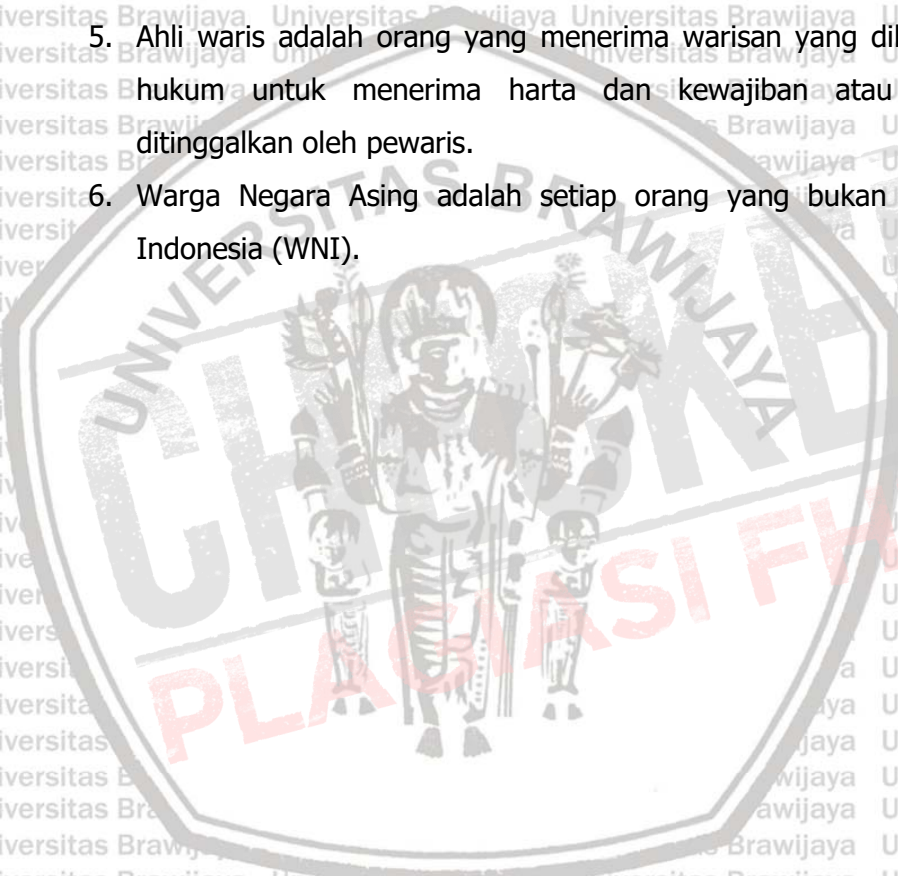 5. Ahli waris adalah orang yang menerima warisan yang
hukum untuk menerima harta dan kewajiban atau
ditinggalkan oleh pewaris.
6. Warga Negara Asing adalah setiap orang yang bukan
Indonesia (WNI).
UNIVERSITAS BRAWIJAYA
PLAGIASI FH